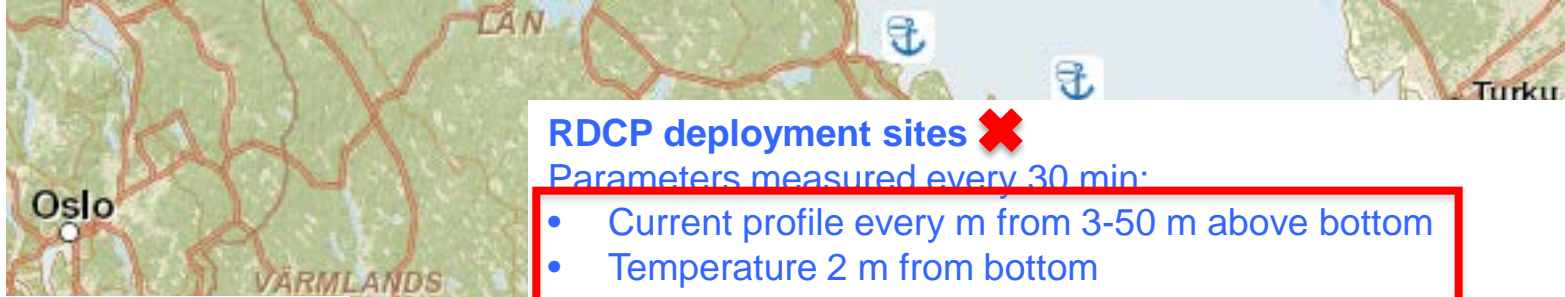 LÄN
Turku
RDCP deployment sites
Parameters measured every 30 min:
Oslo
• Current profile every m from 3-50 m above bottom
• Temperature 2 m from bottom
VÄRMLANDS